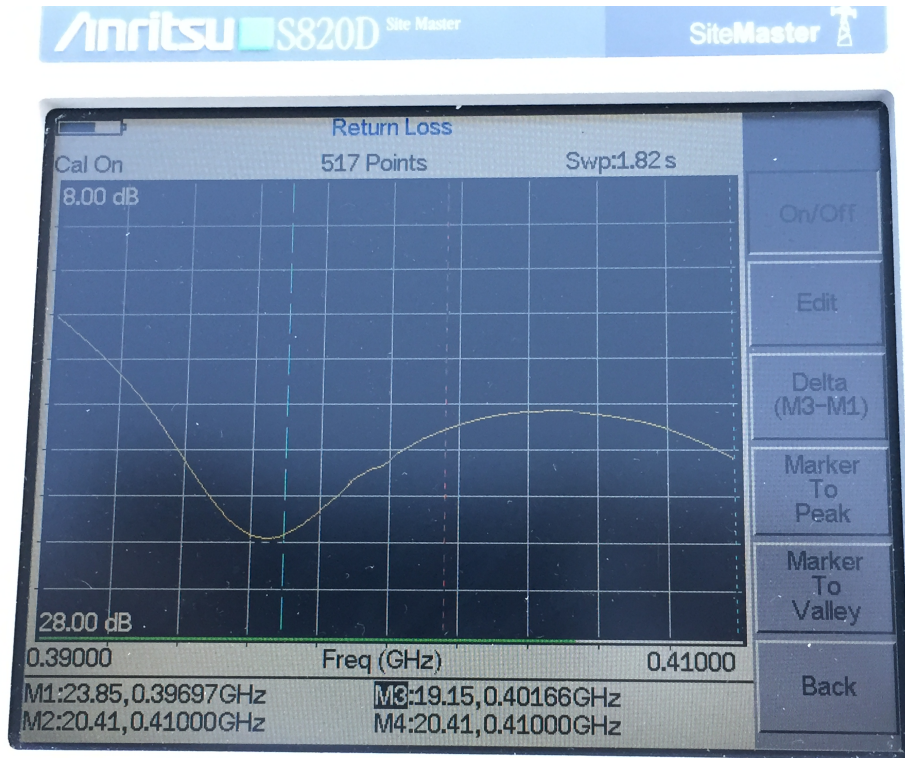 Anritsu S820D Site Master SiteMaster
Return Loss
Cal On 517 Points Swp:1.82 s
8.00 dB
On/Off
Edit
Delta
(M3-M1)
Marker
To
Peak
Marker
To
Valley
28.00 dB
0.39000 Freq (GHz) 0.41000
Back
M1:23.85,0.39697GHz M3:19.15,0.40166GHz
M2:20.41,0.41000GHz M4:20.41,0.41000GHz